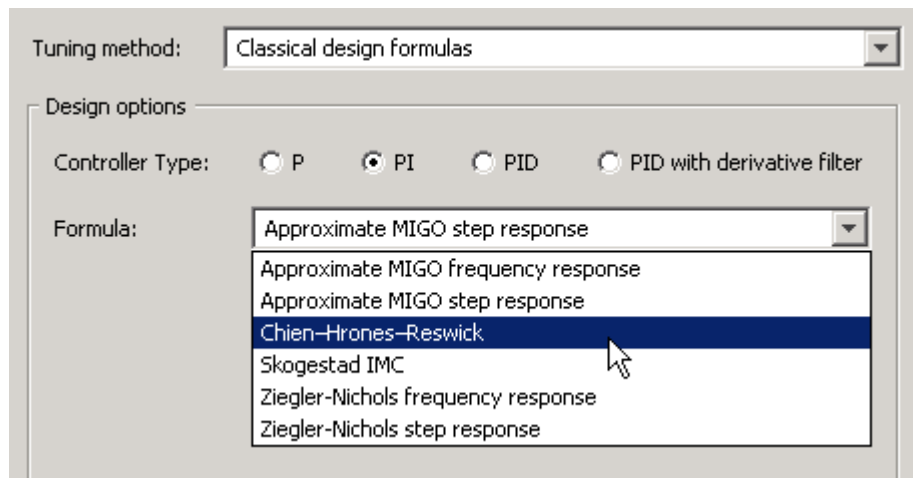 Tuning method: Classical design formulas
Design options
Controller Type: P PI PID PID with derivative filter
Formula: Approximate MIGO step response
Approximate MIGO frequency response
Approximate MIGO step response
Chien–Hrones–Reswick
Skogestad IMC
Ziegler-Nichols frequency response
Ziegler-Nichols step response